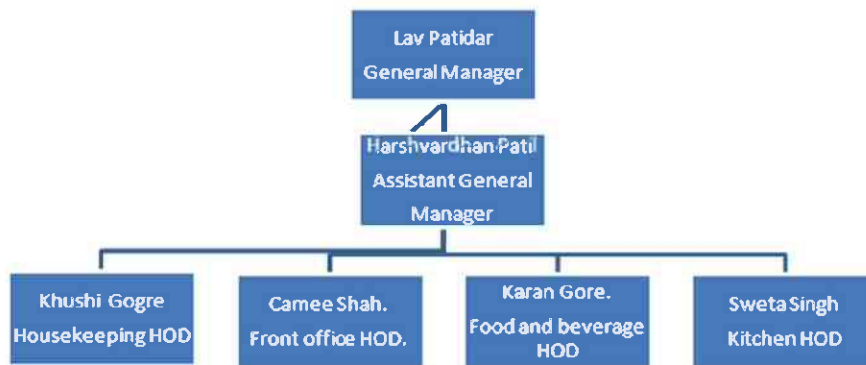 Lav Patidar
General Manager
Harshvardhan Patil
Assistant General
Manager
Khushi Gogre
Housekeeping HOD
Camee Shah.
Front office HOD.
Karan Gore.
Food and beverage
HOD
Sweta Singh
Kitchen HOD